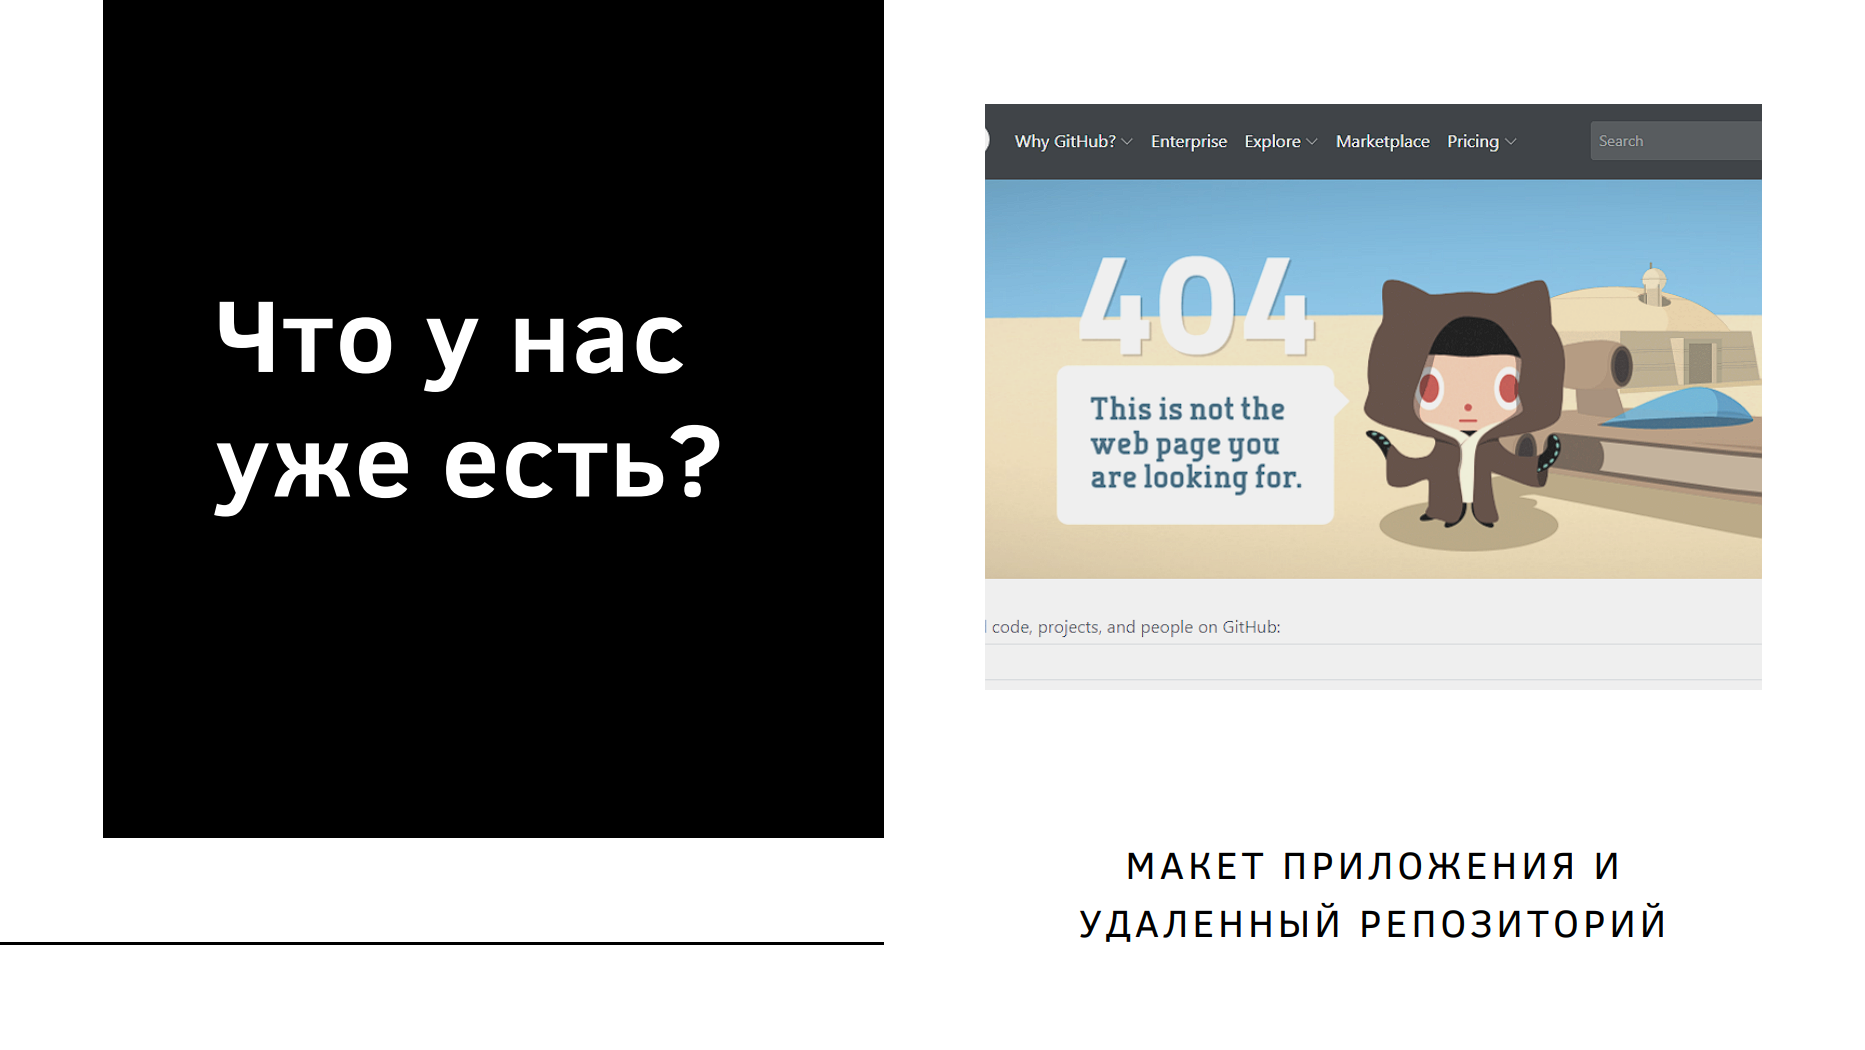 Что у нас
уже есть?
Why GitHub? Enterprise Explore Marketplace Pricing Search
404
This is not the
web page you
are looking for.
code, projects, and people on GitHub:
МАКЕТ ПРИЛОЖЕНИЯ И
УДАЛЕННЫЙ РЕПОЗИТОРИЙ